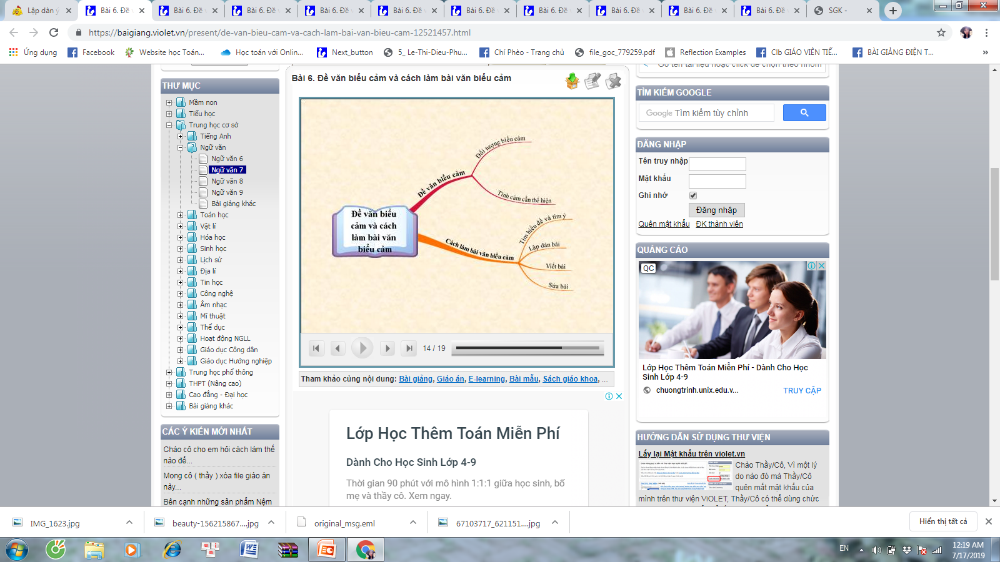 Lập dàn ý
Bài 6. Đề v
Bài 6. Đề v
Bài 6. Đề v
Bài 6. Đề v
Bài 6. Đề v
Bài 6. Đề
Bài 6. Đề v
Bài 6. Đề v
Bài 6. Đề
Bài 6. Đề
SGK -
https://baigiang.violet.vn/present/de-van-bieu-cam-va-cach-lam-bai-van-bieu-cam-12521457.html
Ứng dụng
Facebook
Website học Toán...
Học toán với Onlin...
Next_button
5_ Le-Thi-Dieu-Phu...
Chí Phèo - Trang chủ
file_goc_779259.pdf
Reflection Examples
Clb GIÁO VIÊN TIẾ...
BÀI GIẢNG ĐIỆN T...
THƯ MỤC
Mầm non
Tiểu học
Trung học cơ sở
Tiếng Anh
Ngữ văn
Ngữ văn 6
Ngữ văn 7
Ngữ văn 8
Ngữ văn 9
Bài giảng khác
Toán học
Vật lí
Hóa học
Sinh học
Lịch sử
Địa lí
Tin học
Công nghệ
Âm nhạc
Mĩ thuật
Thể dục
Hoạt động NGLL
Giáo dục Công dân
Giáo dục Hướng nghiệp
Trung học phổ thông
THPT (Nâng cao)
Cao đẳng - Đại học
Bài giảng khác
CÁC Ý KIẾN MỚI NHẤT
Chào cô cho em hỏi cách làm thế
nào để...
Mong cô ( thầy ) xóa file giáo án
này...
Bên cạnh những sản phẩm Nệm
Bài 6. Đề văn biểu cảm và cách làm bài văn biểu cảm
Đề văn biểu
cảm và cách
làm bài văn
biểu cảm
Đề văn biểu cảm
Đối tượng biểu cảm
Tình cảm cần thể hiện
Cách làm bài văn biểu cảm
Tìm hiểu đề và tìm ý
Lập dàn bài
Viết bài
Sửa bài
14 / 19
Tham khảo cùng nội dung: Bài giảng, Giáo án, E-learning, Bài mẫu, Sách giáo khoa, ...
Lớp Học Thêm Toán Miễn Phí
Dành Cho Học Sinh Lớp 4-9
Thời gian 90 phút với mô hình 1:1:1 giữa học sinh, bố
mẹ và thầy cô. Xem ngay.
Gõ tên tài liệu hoặc click để chọn theo nhóm
TÌM KIẾM GOOGLE
Google Tìm kiếm tùy chỉnh
ĐĂNG NHẬP
Tên truy nhập
Mật khẩu
Ghi nhớ
Đăng nhập
Quên mật khẩu ĐK thành viên
QUẢNG CÁO
QC
Lớp Học Thêm Toán Miễn Phí - Dành Cho Học
Sinh Lớp 4-9
chuongtrinh.unix.edu.v...
TRUY CẬP
HƯỚNG DẪN SỬ DỤNG THƯ VIỆN
Lấy lại Mật khẩu trên violet.vn
Chào Thầy/Cô, Vì một lý
do nào đó mà Thầy/Cô
quên mất mật khẩu của
mình trên thư viện ViOLET, Thầy/Cô có thể dùng chức
IMG_1623.jpg
beauty-156215867....jpg
original_msg.eml
67103717_621151....jpg
Hiển thị tất cả
EN
12:19 AM
7/17/2019